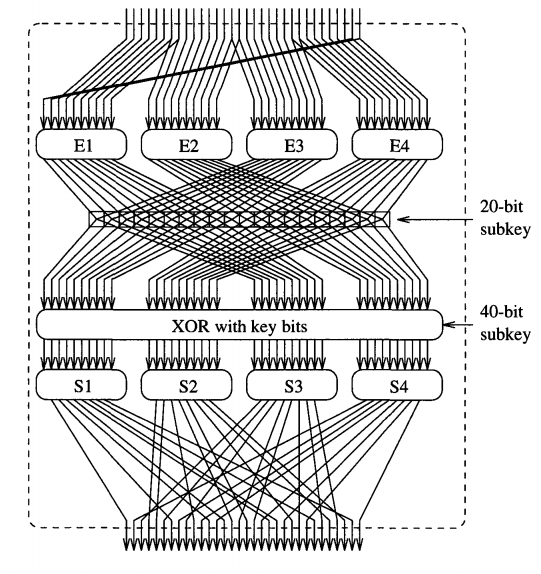 E1 E2 E3 E4
20-bit
subkey
XOR with key bits
40-bit
subkey
S1 S2 S3 S4